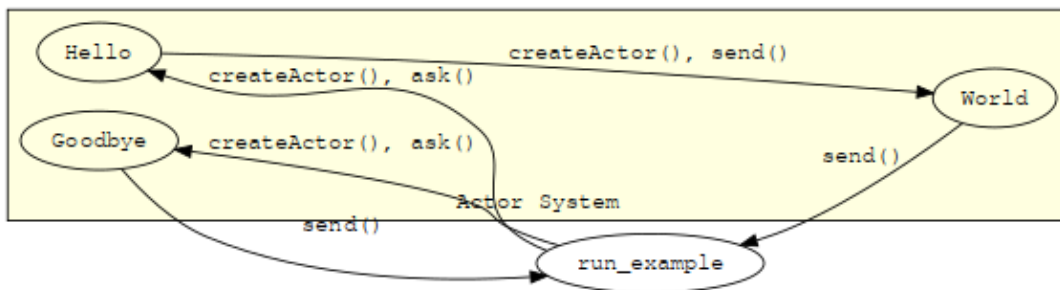 Hello
createActor(), send()
createActor(), ask()
World
Goodbye
createActor(), ask()
send()
Actor System
send()
run_example